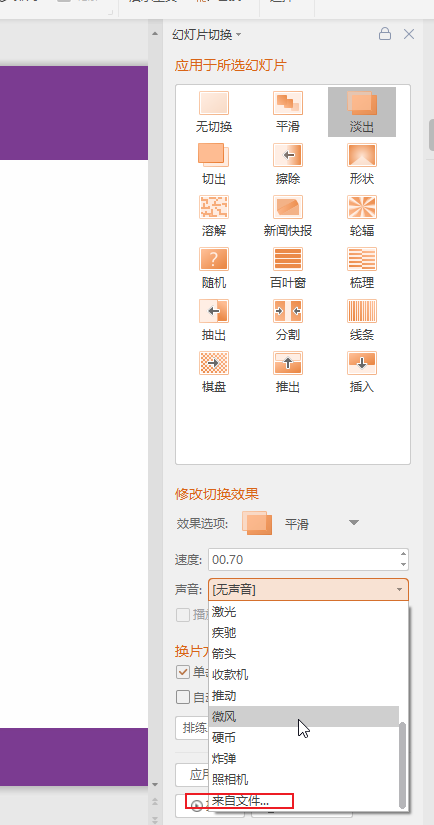 幻灯片切换
应用于所选幻灯片
无切换 平滑 淡出
切出 擦除 形状
溶解 新闻快报 轮辐
?
随机 百叶窗 梳理
抽出 分割 线条
棋盘 推出 插入
修改切换效果
效果选项: 平滑
速度: 00.70
声音: [无声音]
激光
播
疾驰
箭头
换片
收款机
单击
推动
自动
微风
排练
硬币
炸弹
应用
照相机
来自文件...